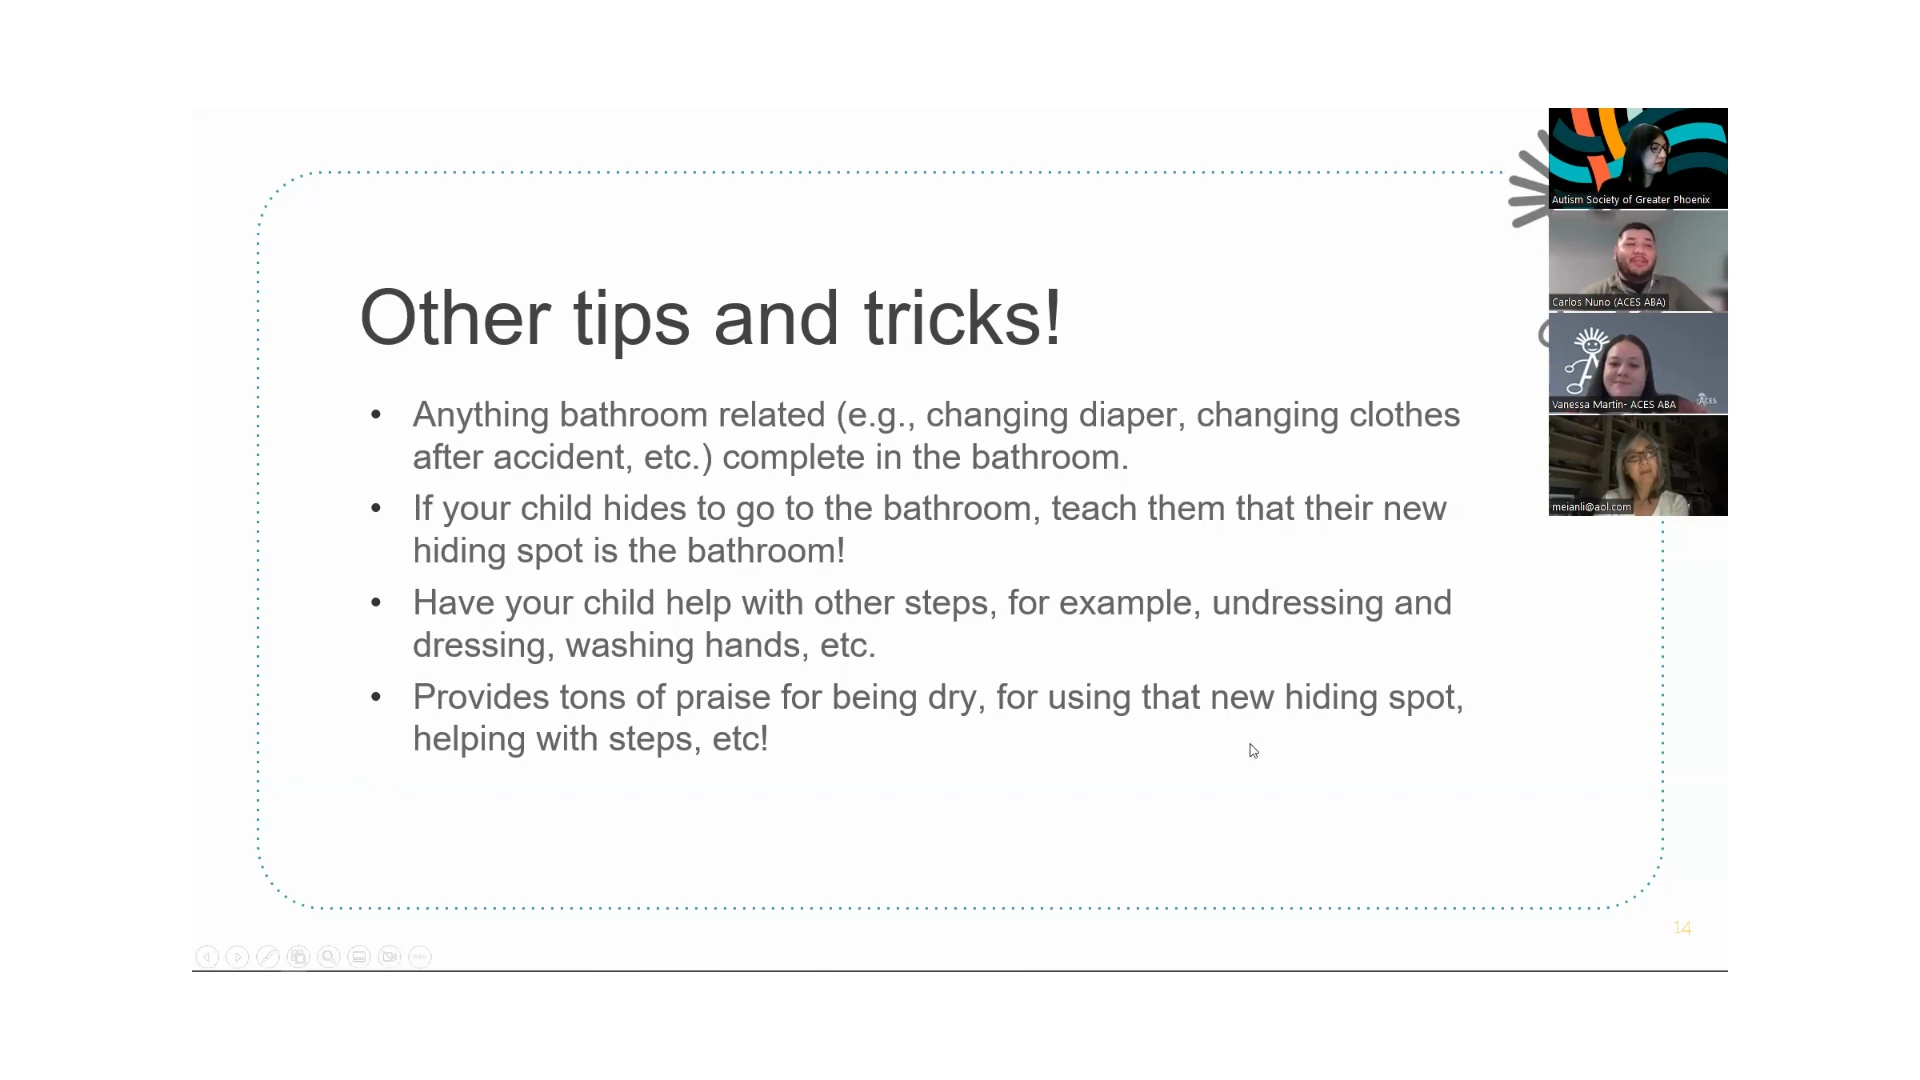 Other tips and tricks!
• Anything bathroom related (e.g., changing diaper, changing clothes
after accident, etc.) complete in the bathroom.
• If your child hides to go to the bathroom, teach them that their new
hiding spot is the bathroom!
• Have your child help with other steps, for example, undressing and
dressing, washing hands, etc.
• Provides tons of praise for being dry, for using that new hiding spot,
helping with steps, etc!
14
Autism Society of Greater Phoenix
Carlos Nuno (ACES ABA)
Vanessa Martin- ACES ABA
ACES
meianli@aol.com